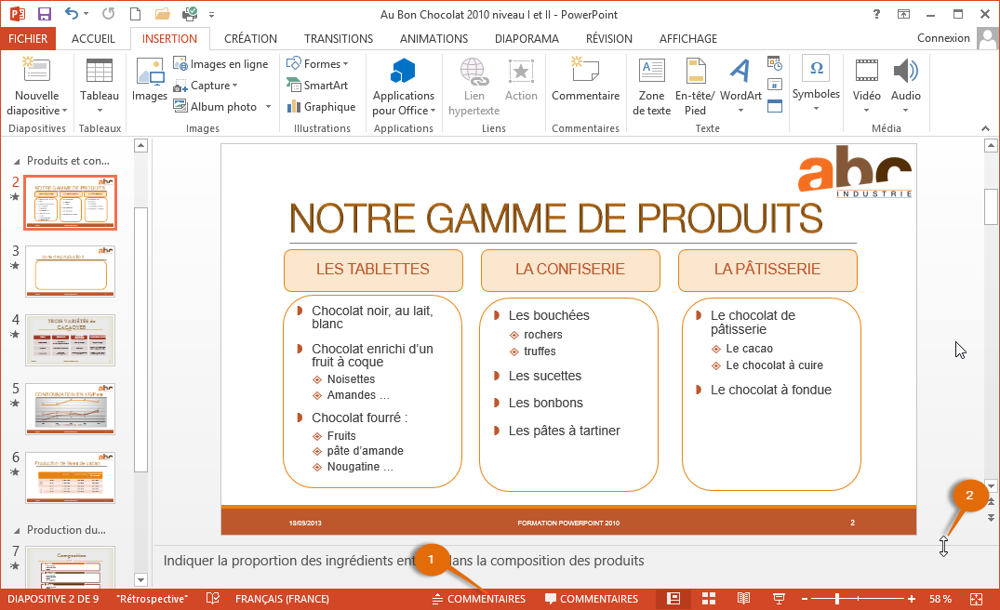 Au Bon Chocolat 2010 niveau I et II - PowerPoint
?
FICHIER ACCUEIL INSERTION CRÉATION TRANSITIONS ANIMATIONS DIAPORAMA RÉVISION AFFICHAGE Connexion
Nouvelle diapositive
Diapositives
Tableau
Tableaux
Images
Images en ligne
Capture
Album photo
Images
Formes
SmartArt
Graphique
Illustrations
Applications pour Office
Applications
Lien hypertexte
Action
Liens
Commentaire
Commentaires
A
Zone de texte
En-tête/ Pied
WordArt
#
Texte
Ω
Symboles
Vidéo
Audio
Média
Produits et con...
2
NOTRE GAMME DE PRODUITS
3
4
TROIS VARIÉTÉS de CACAOYER
5
6
Production de fèves de cacao
Production du...
7
Composition
abc
INDUSTRIE
NOTRE GAMME DE PRODUITS
LES TABLETTES
Chocolat noir, au lait,
blanc
Chocolat enrichi d'un
fruit à coque
Noisettes
Amandes ...
Chocolat fourré :
Fruits
pâte d'amande
Nougatine ...
LA CONFISERIE
Les bouchées
rochers
truffes
Les sucettes
Les bonbons
Les pâtes à tartiner
LA PÂTISSERIE
Le chocolat de
pâtisserie
Le cacao
Le chocolat à cuire
Le chocolat à fondue
18/09/2013 FORMATION POWERPOINT 2010 2
2
Indiquer la proportion des ingrédients ent dans la composition des produits
1
DIAPOSITIVE 2 DE 9 "Rétrospective" FRANÇAIS (FRANCE) COMMENTAIRES COMMENTAIRES 58 %